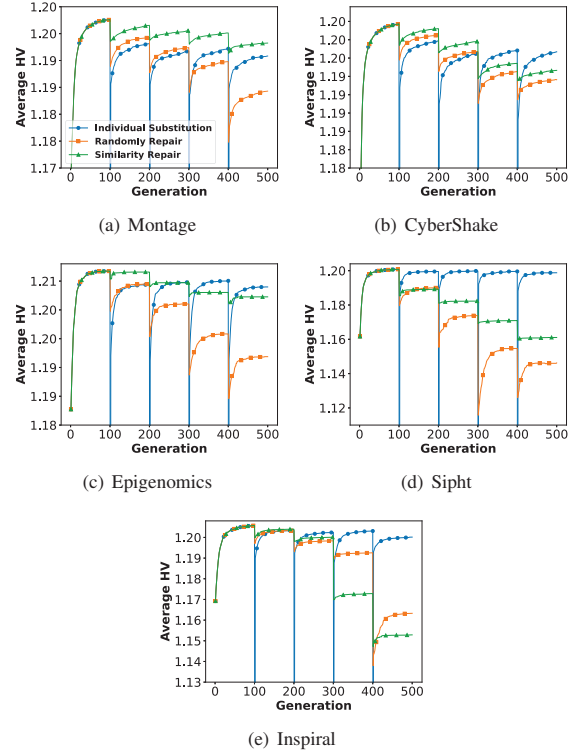 1.20
1.20
1.19
1.19
1.18
1.18
1.17
Average HV
Individual Substitution
Randomly Repair
Similarity Repair
0 100 200 300 400 500
Generation
(a) Montage
1.20
1.20
1.19
1.19
1.18
1.18
Average HV
0 100 200 300 400 500
Generation
(b) CyberShake
1.21
1.20
1.20
1.19
1.19
1.18
Average HV
0 100 200 300 400 500
Generation
(c) Epigenomics
1.20
1.18
1.16
1.14
1.12
Average HV
0 100 200 300 400 500
Generation
(d) Sipht
1.20
1.19
1.18
1.17
1.16
1.15
1.14
1.13
Average HV
0 100 200 300 400 500
Generation
(e) Inspiral